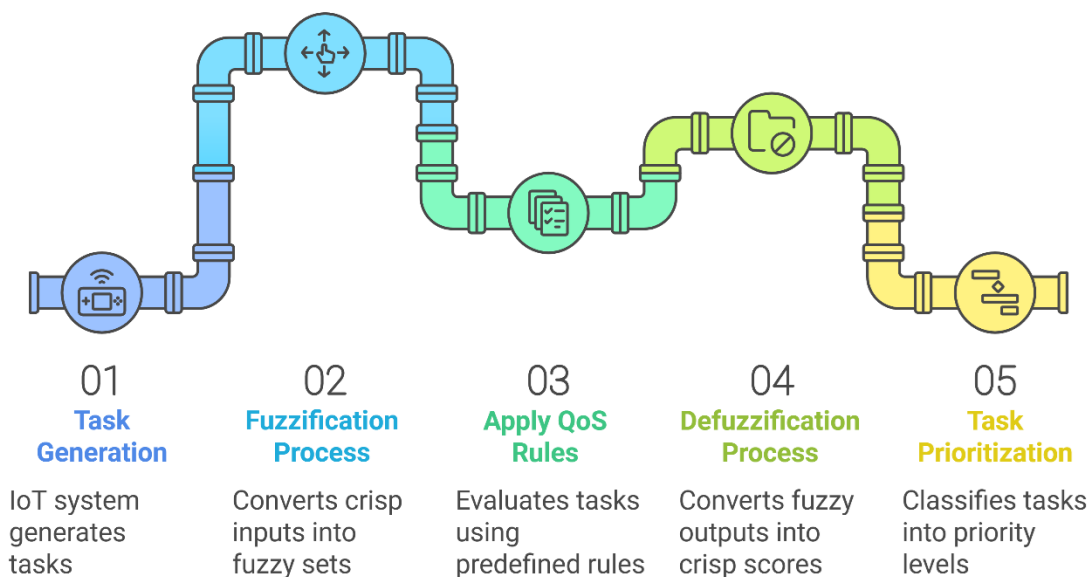 01
Task
Generation
IoT system
generates
tasks
02
Fuzzification
Process
Converts crisp
inputs into
fuzzy sets
03
Apply QoS
Rules
Evaluates tasks
using
predefined rules
04
Defuzzification
Process
Converts fuzzy
outputs into
crisp scores
05
Task
Prioritization
Classifies tasks
into priority
levels